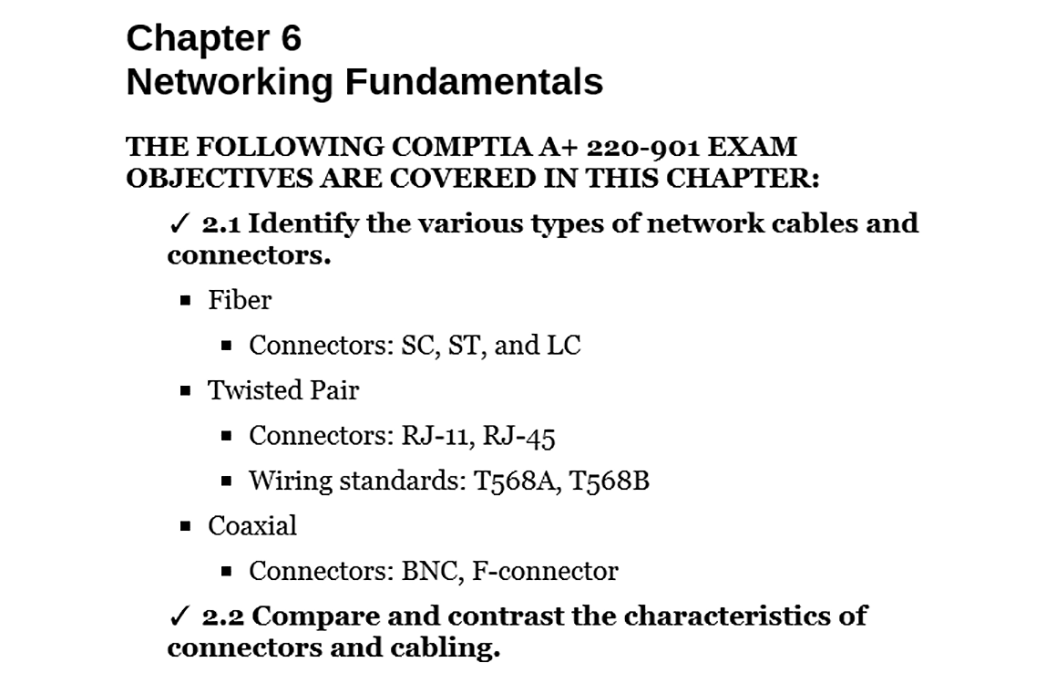 Chapter 6
Networking Fundamentals
THE FOLLOWING COMPTIA A+ 220-901 EXAM
OBJECTIVES ARE COVERED IN THIS CHAPTER:
✓ 2.1 Identify the various types of network cables and
connectors.
▪ Fiber
▪ Connectors: SC, ST, and LC
▪ Twisted Pair
▪ Connectors: RJ-11, RJ-45
▪ Wiring standards: T568A, T568B
▪ Coaxial
▪ Connectors: BNC, F-connector
✓ 2.2 Compare and contrast the characteristics of
connectors and cabling.